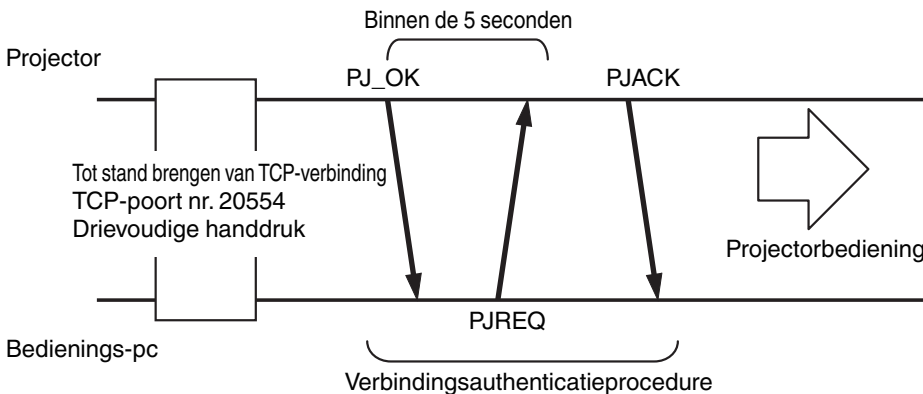 Binnen de 5 seconden
Projector
PJ_OK
PJACK
Tot stand brengen van TCP-verbinding
TCP-poort nr. 20554
Drievoudige handdruk
Projectorbediening
PJREQ
Bedienings-pc
Verbindingsauthenticatieprocedure